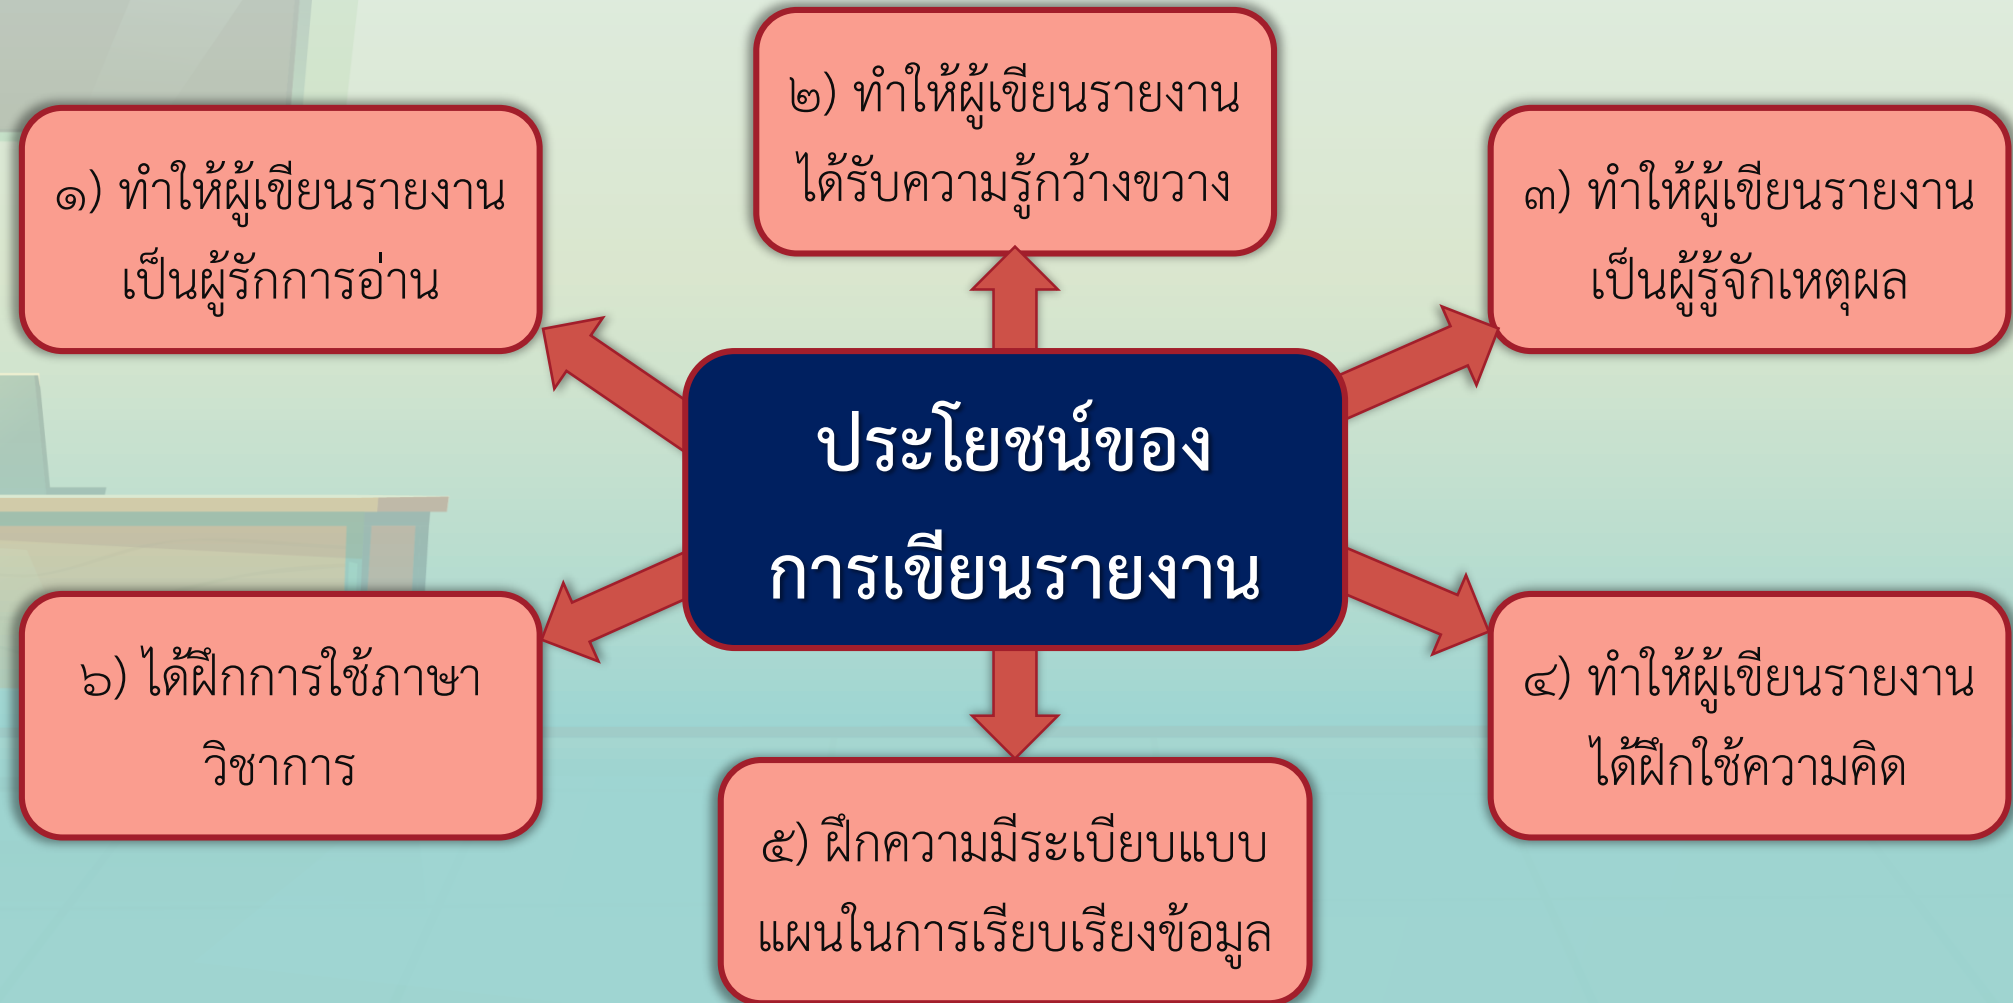 ประโยชน์ของ
การเขียนรายงาน
๑) ทำให้ผู้เขียนรายงาน
เป็นผู้รักการอ่าน
๒) ทำให้ผู้เขียนรายงาน
ได้รับความรู้กว้างขวาง
๓) ทำให้ผู้เขียนรายงาน
เป็นผู้รู้จักเหตุผล
๔) ทำให้ผู้เขียนรายงาน
ได้ฝึกใช้ความคิด
๕) ฝึกความมีระเบียบแบบ
แผนในการเรียบเรียงข้อมูล
๖) ได้ฝึกการใช้ภาษา
วิชาการ